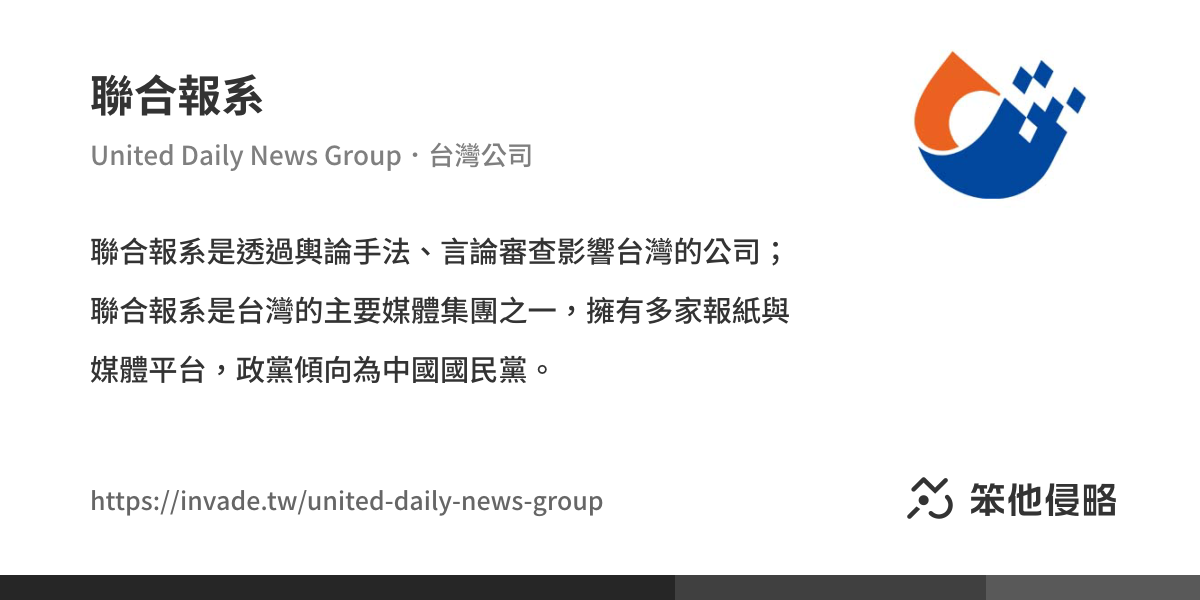 聯合報系
United Daily News Group・台灣公司
聯合報系是透過輿論手法、言論審查影響台灣的公司；
聯合報系是台灣的主要媒體集團之一，擁有多家報紙與
媒體平台，政黨傾向為中國國民黨。
https://invade.tw/united-daily-news-group
笨他侵略